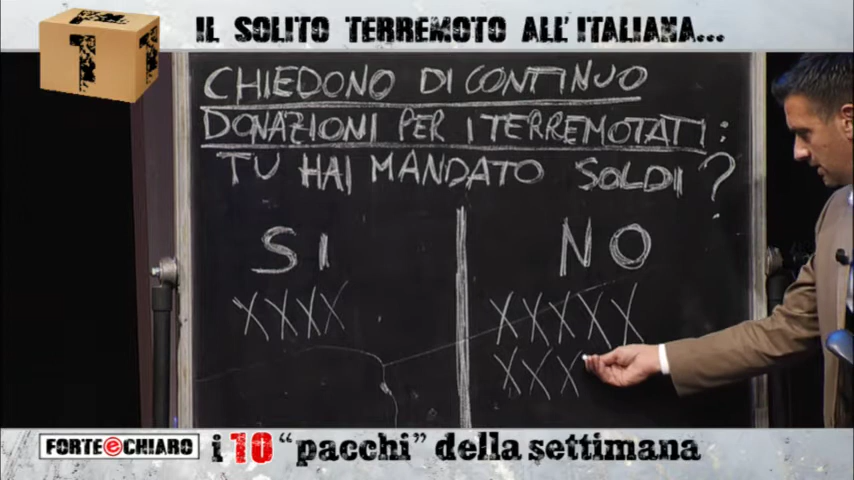 IL SOLITO TERREMOTO ALL'ITALIANA...
CHIEDONO DI CONTINUO
DONAZIONI PER I TERREMOTATI:
TU HAI MANDATO SOLDI?
SI NO
XXXX XXXXX
XXX
FORTE e CHIARO i 10 "pacchi" della settimana